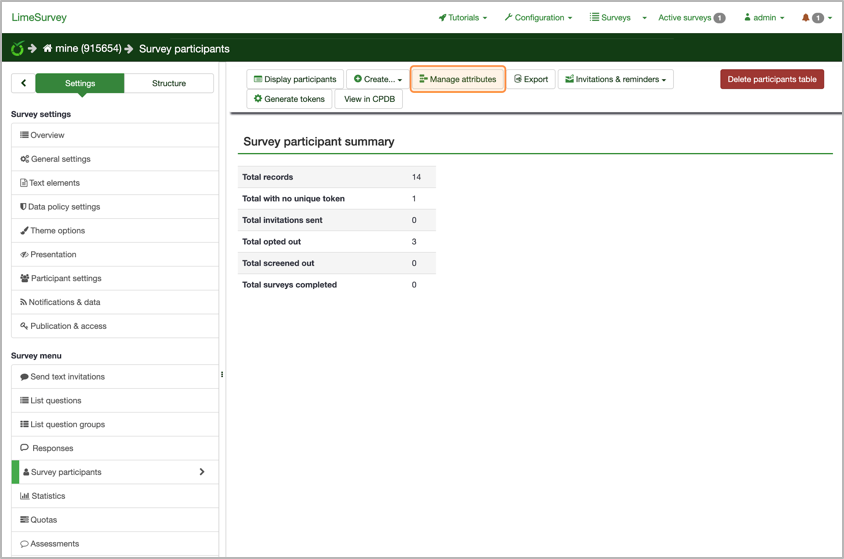 LimeSurvey
Tutorials
Configuration
Surveys
Active surveys 1
admin
1
mine (915654)
Survey participants
Settings
Structure
Survey settings
Overview
General settings
Text elements
Data policy settings
Theme options
Presentation
Participant settings
Notifications & data
Publication & access
Survey menu
Send text invitations
List questions
List question groups
Responses
Survey participants
Statistics
Quotas
Assessments
Display participants
Create...
Manage attributes
Export
Invitations & reminders
Delete participants table
Generate tokens
View in CPDB
Survey participant summary
Total records 14
Total with no unique token 1
Total invitations sent 0
Total opted out 3
Total screened out 0
Total surveys completed 0